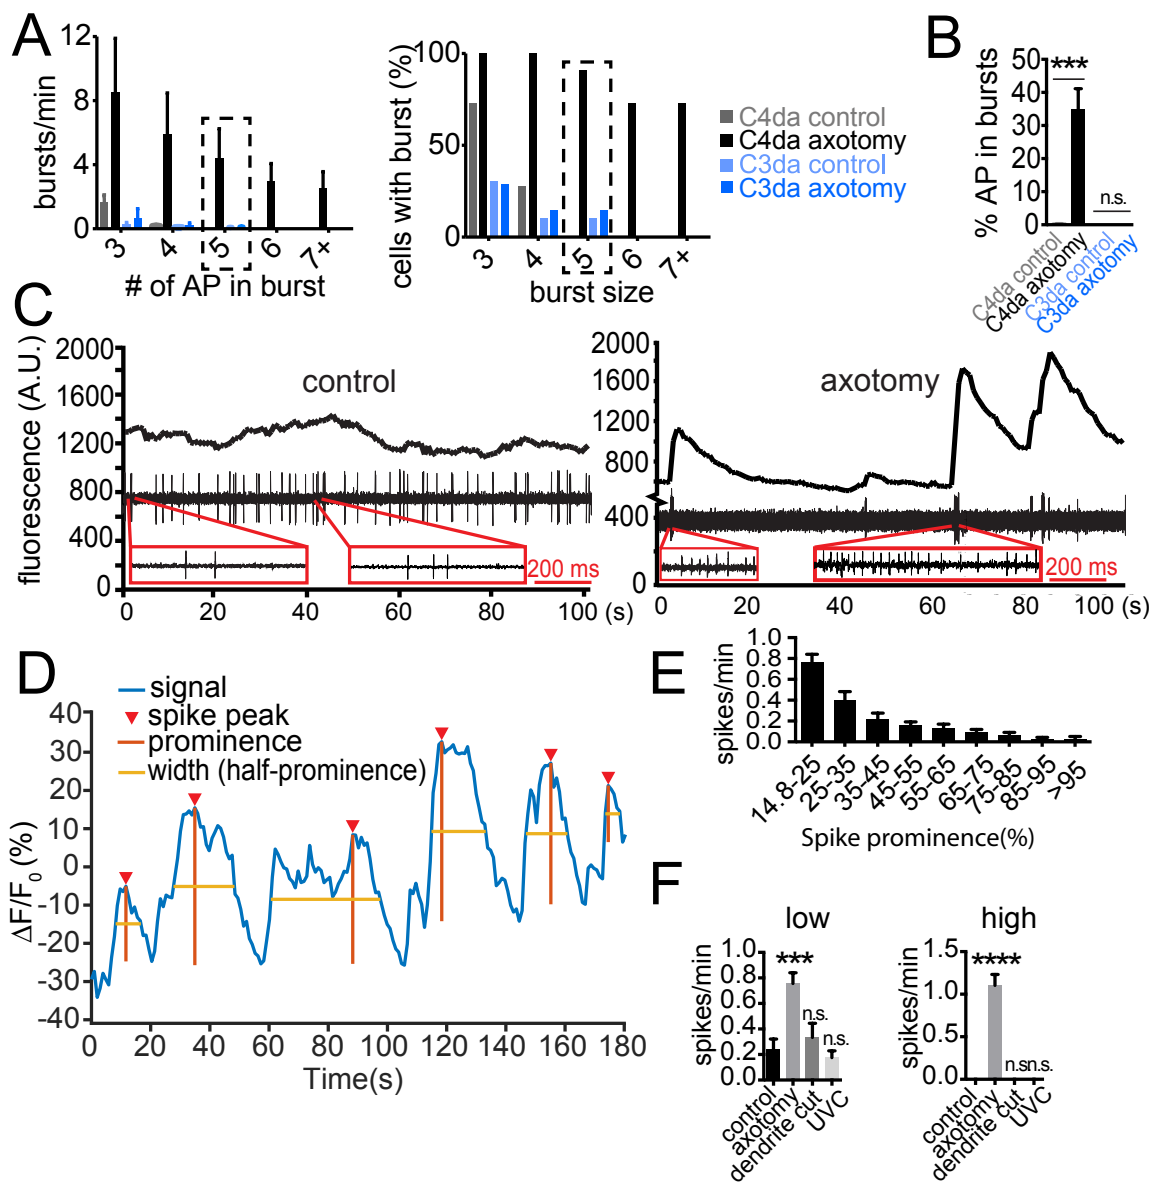 A
bursts/min
12
8
4
0
3
4
5
6
7+
# of AP in burst
cells with burst (%)
100
50
0
3
4
5
6
7+
burst size
C4da control
C4da axotomy
C3da control
C3da axotomy
B
% AP in bursts
50
40
30
20
10
0
***
n.s.
C4da control
C4da axotomy
C3da control
C3da axotomy
C
fluorescence (A.U.)
2000
1600
1200
800
400
0
control
200 ms
0
20
40
60
80
100 (s)
2000
1600
1200
800
400
0
axotomy
200 ms
0
20
40
60
80
100 (s)
D
signal
spike peak
prominence
width (half-prominence)
ΔF/F0 (%)
40
30
20
10
0
-10
-20
-30
-40
0
20
40
60
80
100
120
140
160
180
Time(s)
E
spikes/min
1.0
0.8
0.6
0.4
0.2
0.0
14.8-25
25-35
35-45
45-55
55-65
65-75
75-85
85-95
>95
Spike prominence(%)
F
low
spikes/min
1.0
0.8
0.6
0.4
0.2
0.0
***
n.s.
n.s.
control
axotomy
dendrite cut
UVC
high
spikes/min
1.5
1.0
0.5
0.0
****
n.s.
n.s.
control
axotomy
dendrite cut
UVC